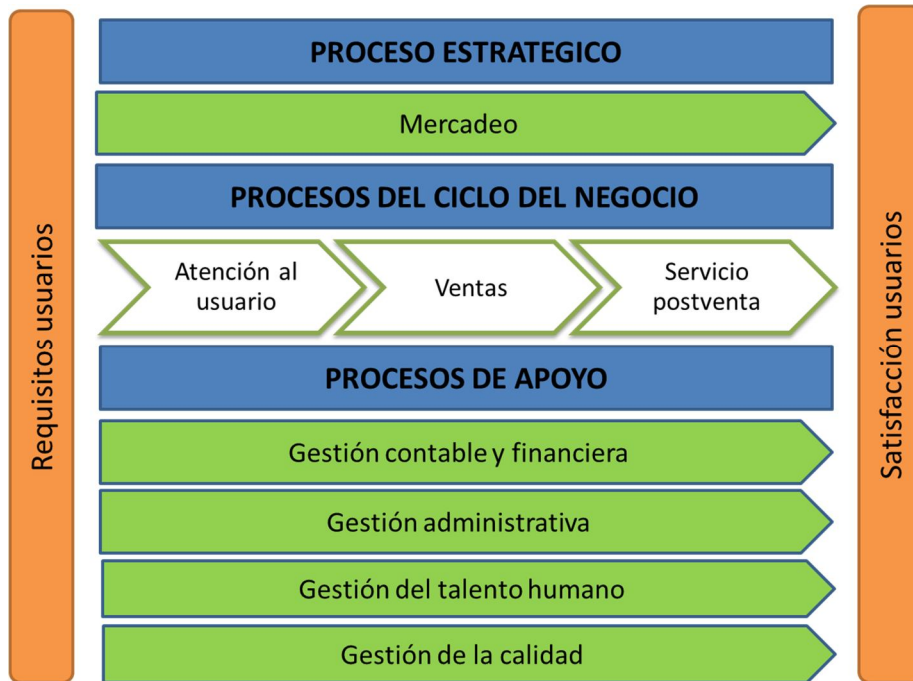 Requisitos usuarios
PROCESO ESTRATEGICO
Mercadeo
PROCESOS DEL CICLO DEL NEGOCIO
Atención al
usuario
Ventas
Servicio
postventa
PROCESOS DE APOYO
Gestión contable y financiera
Gestión administrativa
Gestión del talento humano
Gestión de la calidad
Satisfacción usuarios